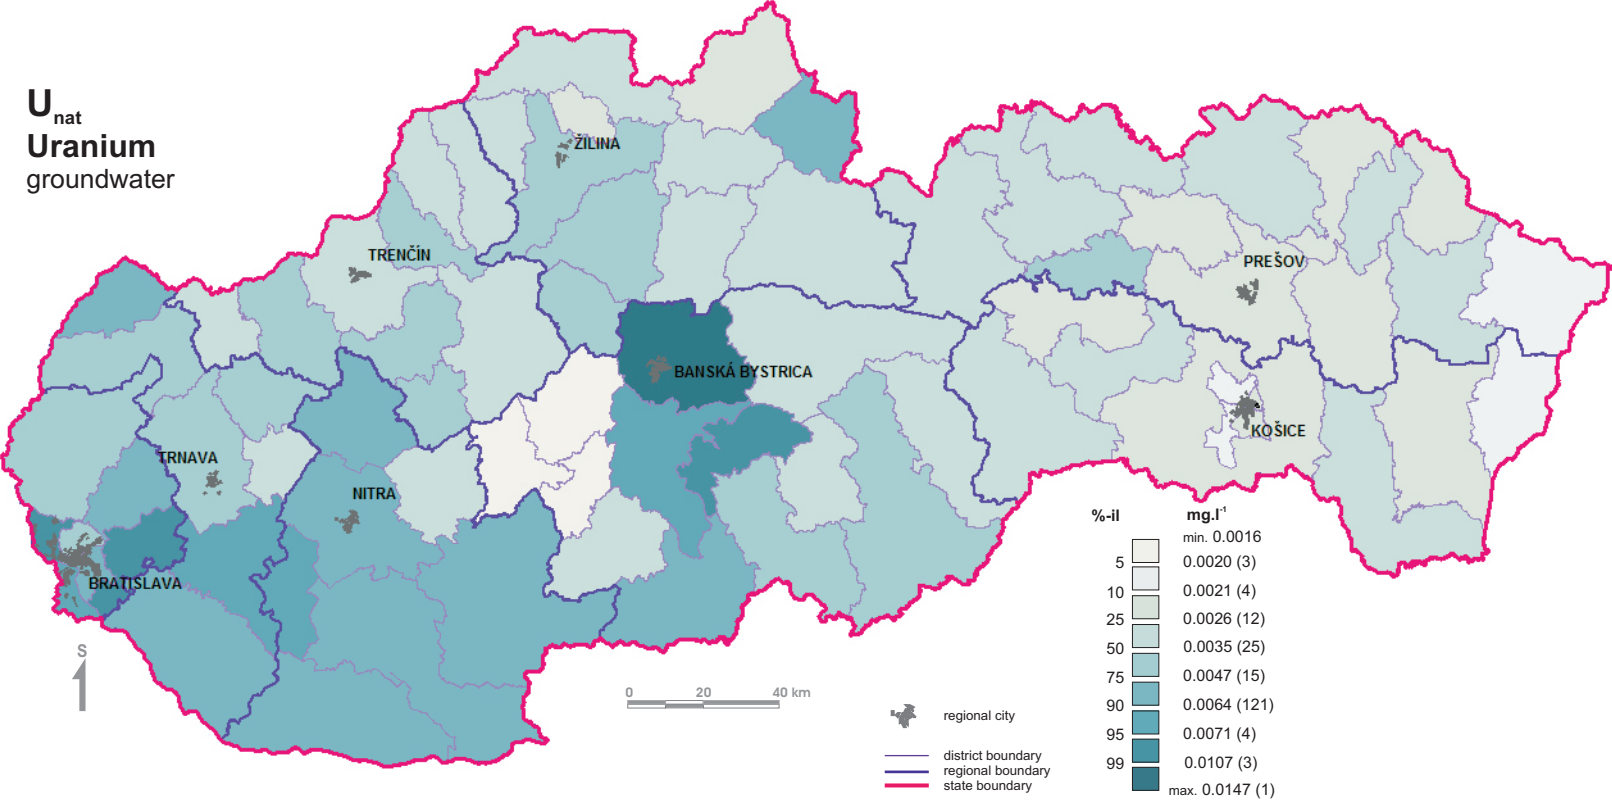 U nat
Uranium
groundwater
ŽILINA
TRENČÍN
PREŠOV
BANSKÁ BYSTRICA
KOŠICE
TRNAVA
NITRA
BRATISLAVA
S
0 20 40 km
regional city
district boundary
regional boundary
state boundary
%-il mg.l-1
min. 0.0016
5 0.0020 (3)
10 0.0021 (4)
25 0.0026 (12)
50 0.0035 (25)
75 0.0047 (15)
90 0.0064 (121)
95 0.0071 (4)
99 0.0107 (3)
max. 0.0147 (1)